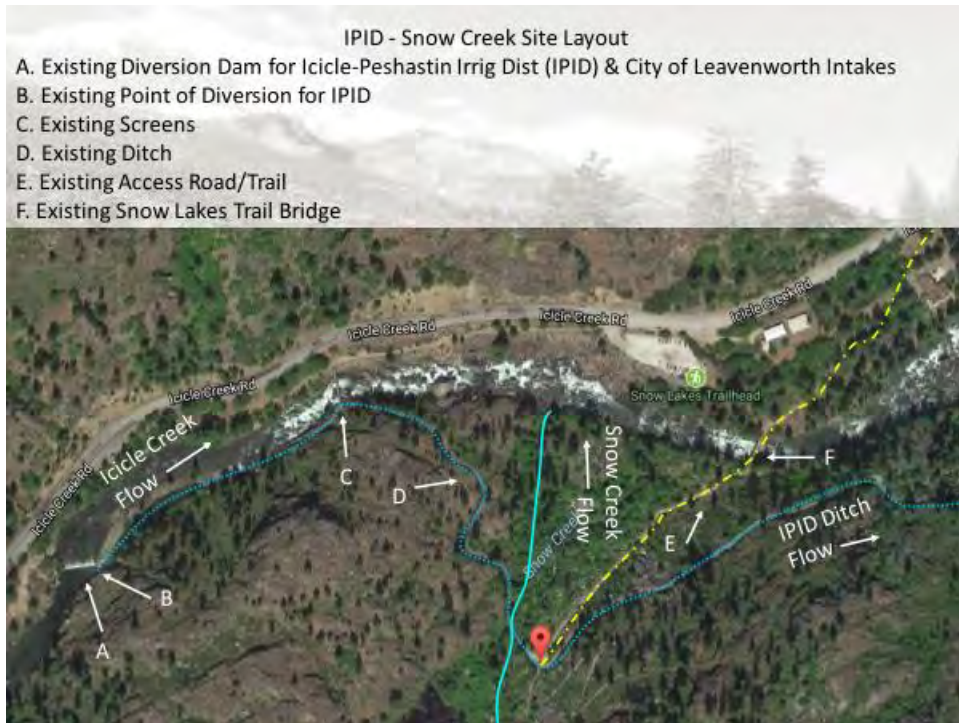 IPID - Snow Creek Site Layout
A. Existing Diversion Dam for Icicle-Peshastin Irrig Dist (IPID) & City of Leavenworth Intakes
B. Existing Point of Diversion for IPID
C. Existing Screens
D. Existing Ditch
E. Existing Access Road/Trail
F. Existing Snow Lakes Trail Bridge
Icicle Creek Rd
Icicle Creek Rd
Icicle Creek Rd
Icicle Creek Rd
Icicle Creek Rd
Snow Lakes Trailhead
Icicle Creek
Flow
Snow Creek
Flow
Snow Creek
IPID Ditch
Flow
A
B
C
D
E
F